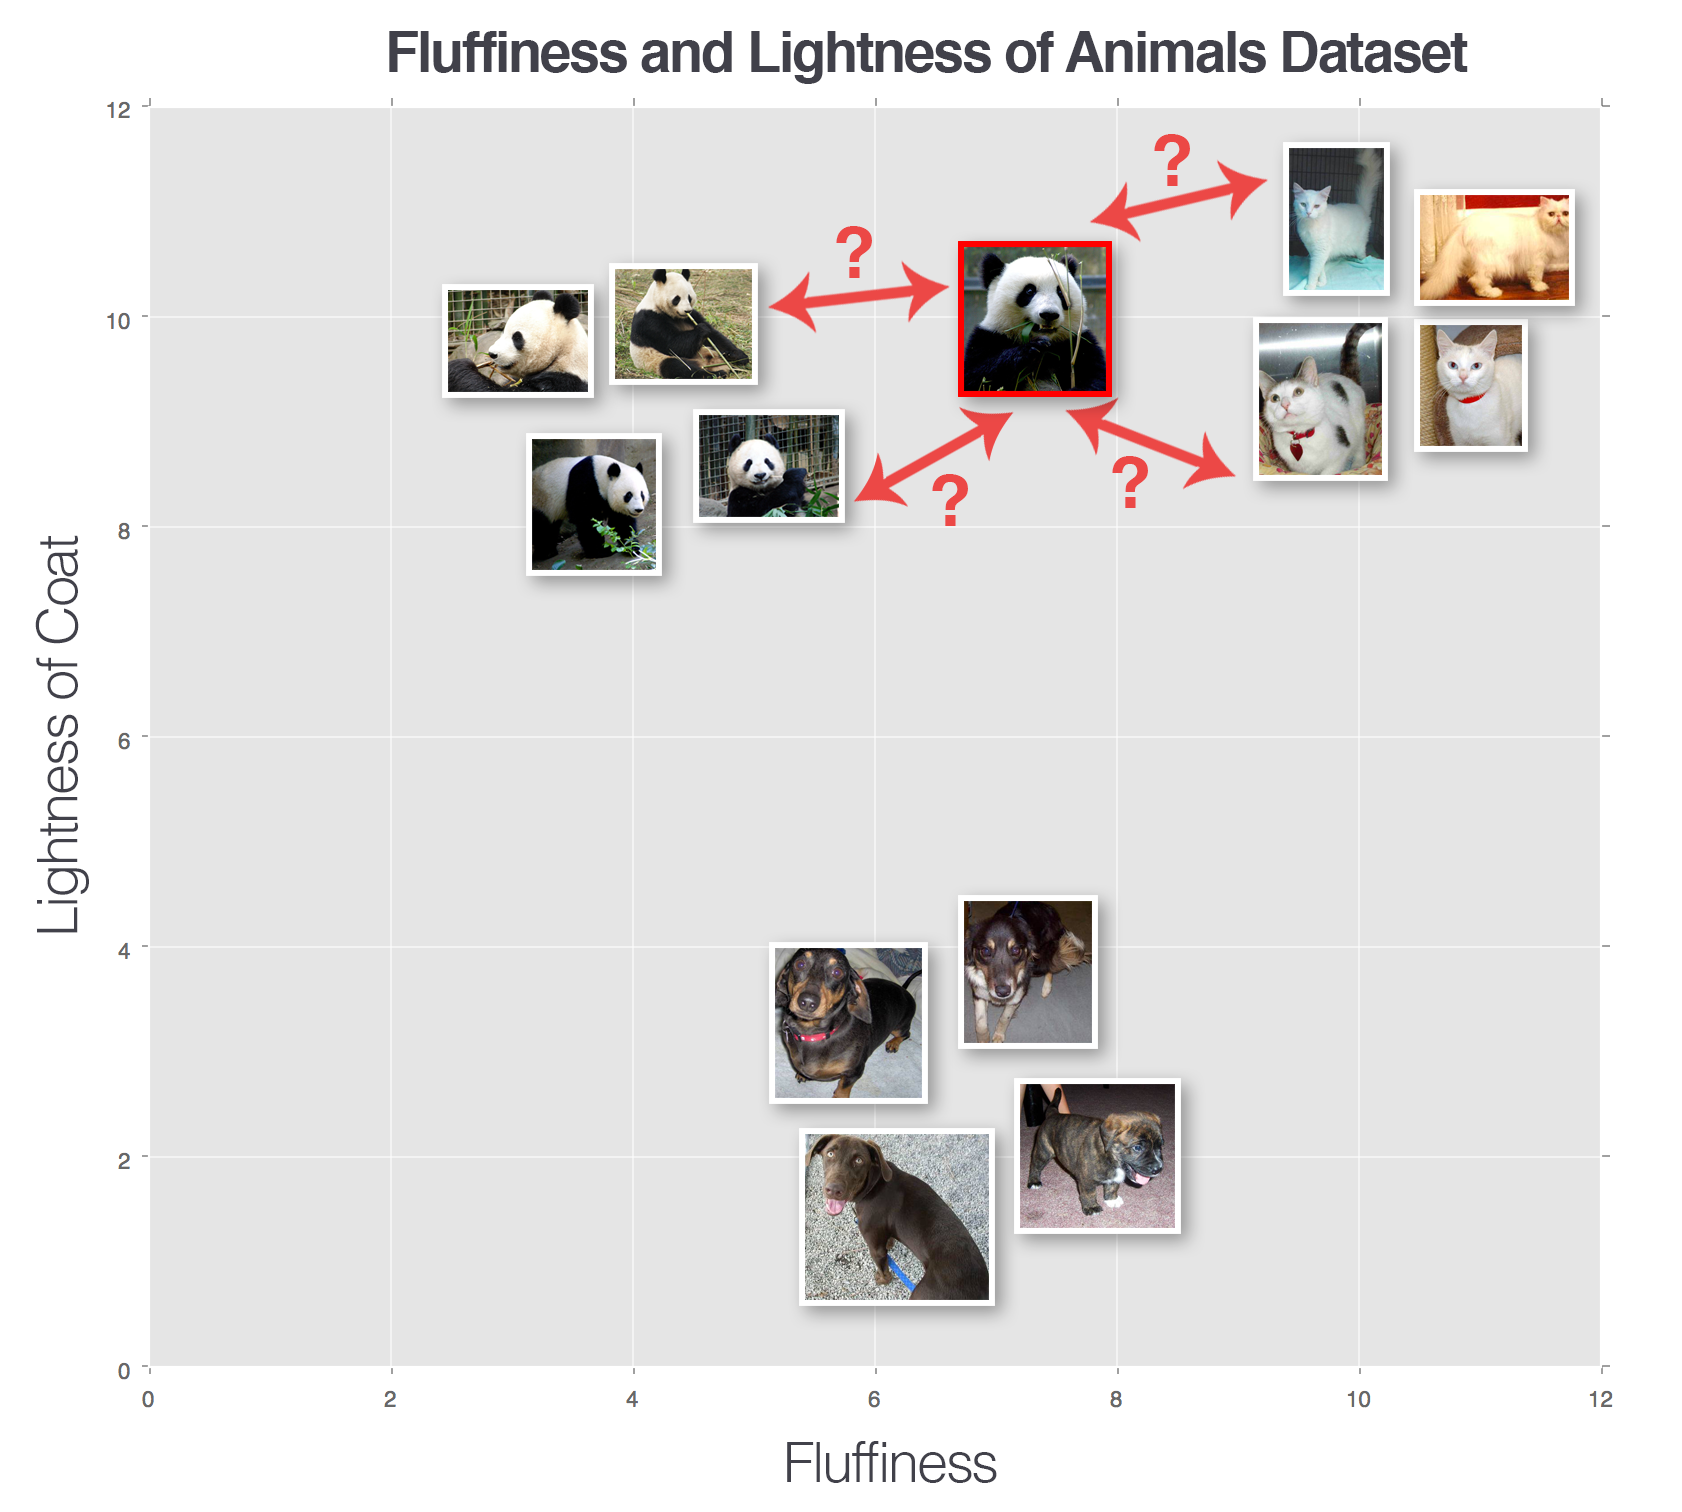 Fluffiness and Lightness of Animals Dataset
12
10
8
6
4
2
0
Lightness of Coat
?
?
?
?
0 2 4 6 8 10 12
Fluffiness